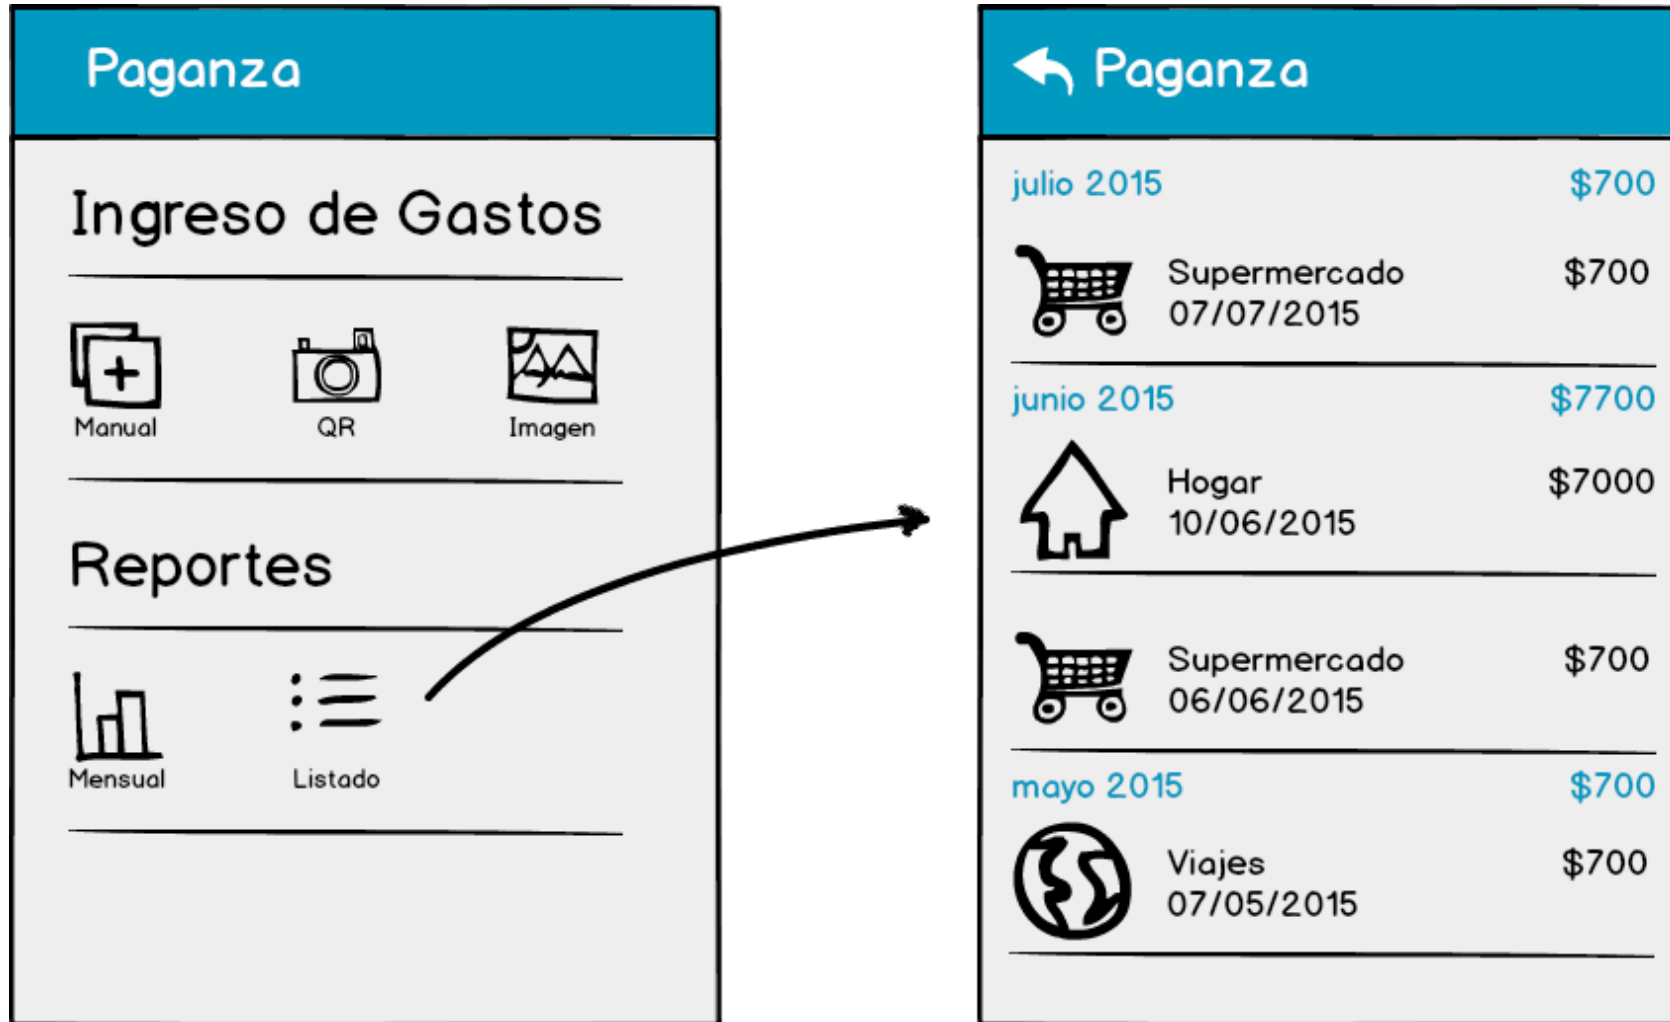 Paganza
Ingreso de Gastos
Manual
QR
Imagen
Reportes
Mensual
Listado
Paganza
julio 2015 $700
Supermercado $700
07/07/2015
junio 2015 $7700
Hogar $7000
10/06/2015
Supermercado $700
06/06/2015
mayo 2015 $700
Viajes $700
07/05/2015